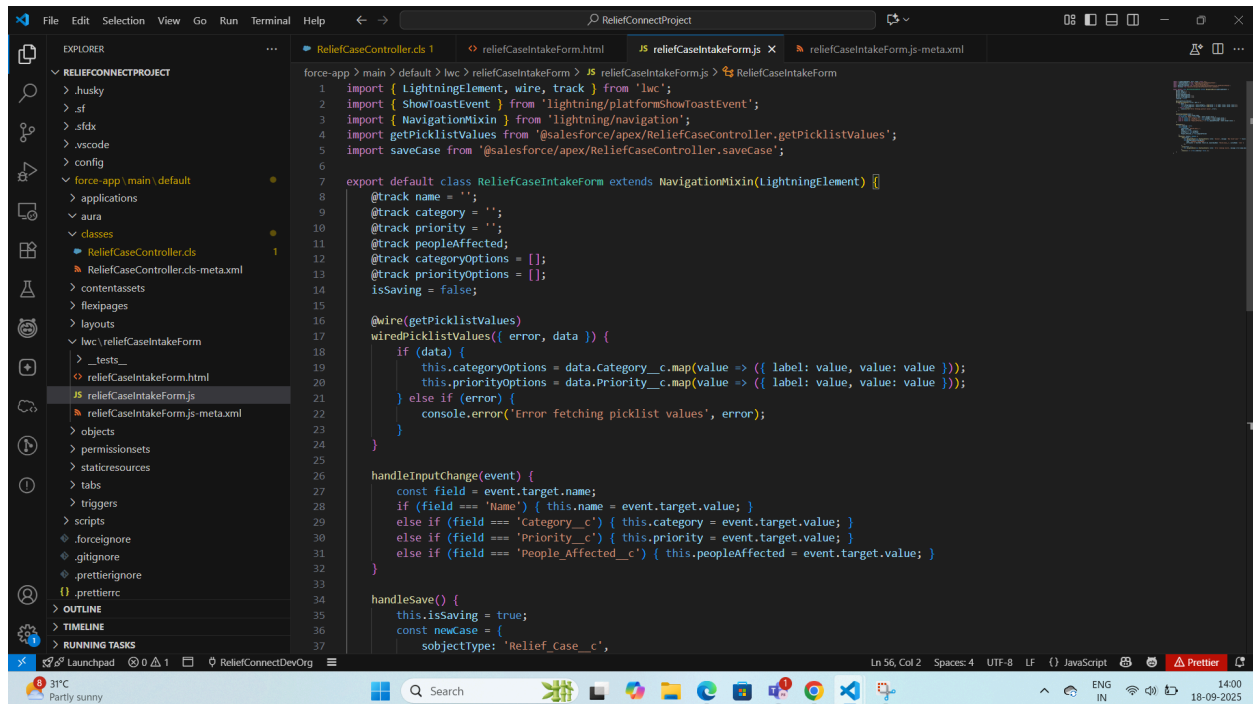 File Edit Selection View Go Run Terminal Help
ReliefConnectProject
EXPLORER
RELIEFCONNECTPROJECT
.husky
.sf
.sfdx
.vscode
config
force-app\main\default
applications
aura
classes
ReliefCaseController.cls 1
ReliefCaseController.cls-meta.xml
contentassets
flexipages
layouts
lwc\reliefCaseIntakeForm
__tests__
reliefCaseIntakeForm.html
JS reliefCaseIntakeForm.js
reliefCaseIntakeForm.js-meta.xml
objects
permissionsets
staticresources
tabs
triggers
scripts
.forceignore
.gitignore
.prettierignore
{} .prettierrc
OUTLINE
TIMELINE
RUNNING TASKS
1
ReliefCaseController.cls 1
reliefCaseIntakeForm.html
JS reliefCaseIntakeForm.js
reliefCaseIntakeForm.js-meta.xml
force-app > main > default > lwc > reliefCaseIntakeForm > JS reliefCaseIntakeForm.js > ReliefCaseIntakeForm
1 import { LightningElement, wire, track } from 'lwc';
2 import { ShowToastEvent } from 'lightning/platformShowToastEvent';
3 import { NavigationMixin } from 'lightning/navigation';
4 import getPicklistValues from '@salesforce/apex/ReliefCaseController.getPicklistValues';
5 import saveCase from '@salesforce/apex/ReliefCaseController.saveCase';
6
7 export default class ReliefCaseIntakeForm extends NavigationMixin(LightningElement) {
8 @track name = '';
9 @track category = '';
10 @track priority = '';
11 @track peopleAffected;
12 @track categoryOptions = [];
13 @track priorityOptions = [];
14 isSaving = false;
15
16 @wire(getPicklistValues)
17 wiredPicklistValues({ error, data }) {
18 if (data) {
19 this.categoryOptions = data.Category__c.map(value => ({ label: value, value: value }));
20 this.priorityOptions = data.Priority__c.map(value => ({ label: value, value: value }));
21 } else if (error) {
22 console.error('Error fetching picklist values', error);
23 }
24 }
25
26 handleInputChange(event) {
27 const field = event.target.name;
28 if (field === 'Name') { this.name = event.target.value; }
29 else if (field === 'Category__c') { this.category = event.target.value; }
30 else if (field === 'Priority__c') { this.priority = event.target.value; }
31 else if (field === 'People_Affected__c') { this.peopleAffected = event.target.value; }
32 }
33
34 handleSave() {
35 this.isSaving = true;
36 const newCase = {
37 sobjectType: 'Relief_Case__c',
Launchpad 0 1 ReliefConnectDevOrg
Ln 56, Col 2 Spaces: 4 UTF-8 LF {} JavaScript Prettier
8
31°C
Partly sunny
Search
1
ENG
IN
14:00
18-09-2025